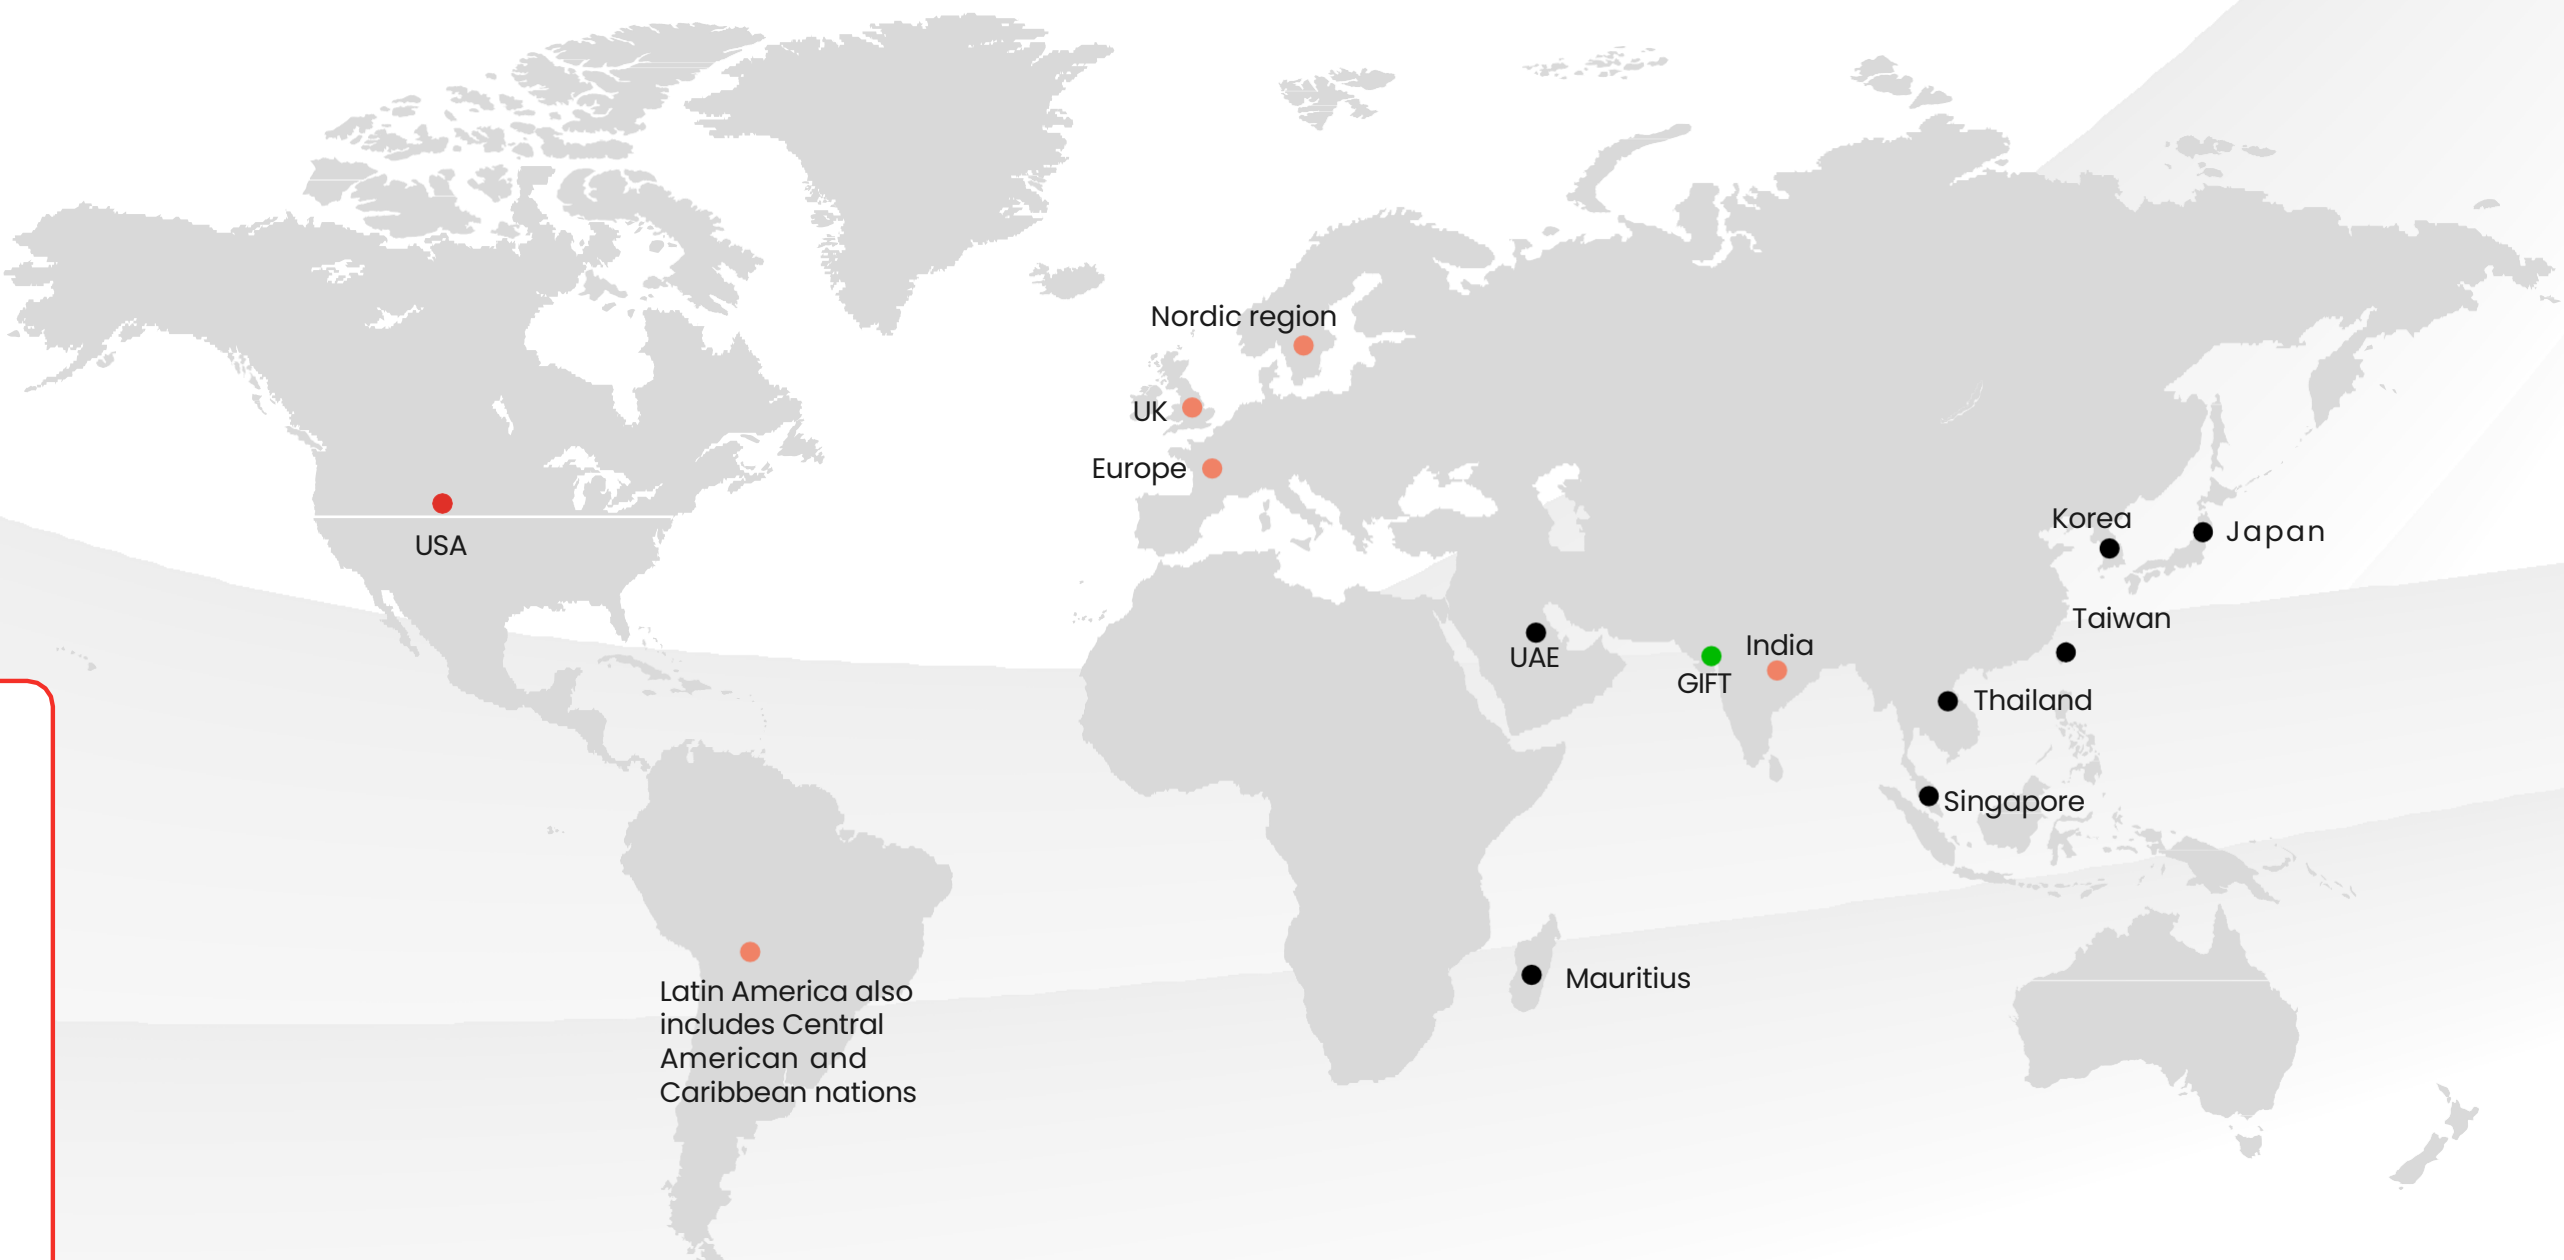 Nordic region
UK
Europe
USA
Korea
Japan
Taiwan
India
UAE
GIFT
Thailand
Singapore
Mauritius
Latin America also
includes Central
American and
Caribbean nations